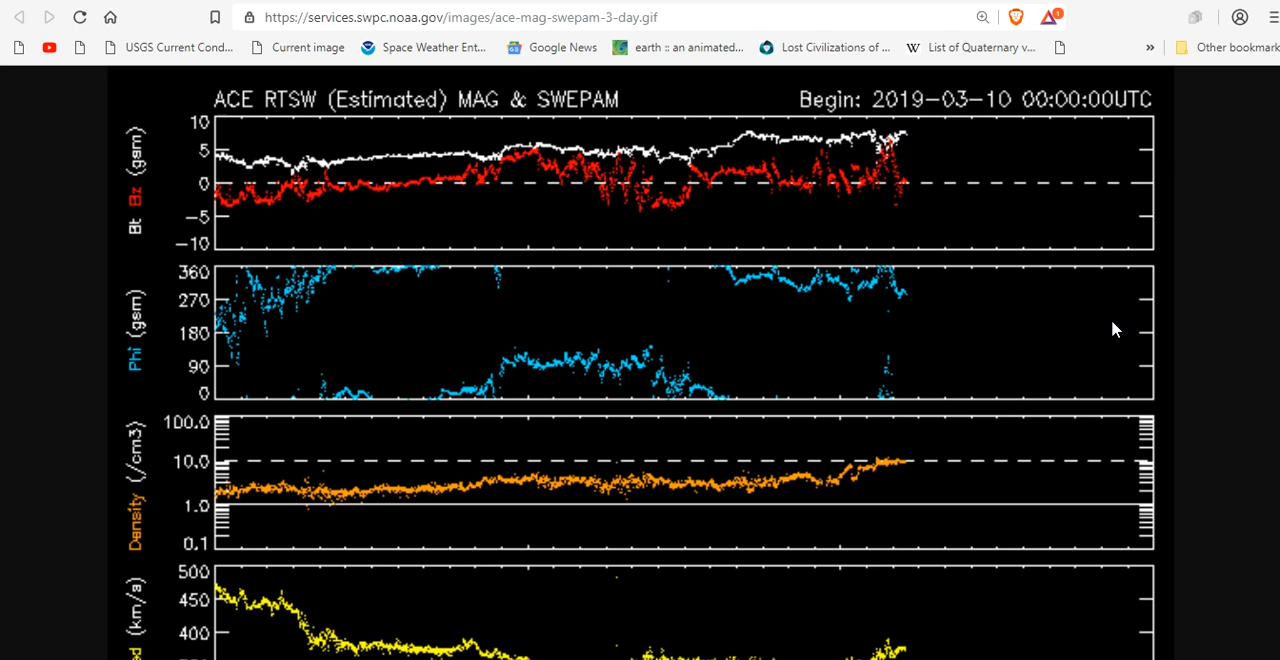 https://services.swpc.noaa.gov/images/ace-mag-swepam-3-day.gif
1
USGS Current Cond...
Current image
Space Weather Ent...
Google News
earth :: an animated...
Lost Civilizations of ...
W
List of Quaternary v...
»
Other bookmark
ACE RTSW (Estimated) MAG & SWEPAM
Begin: 2019-03-10 00:00:00UTC
Bt Bz (gsm)
10
5
0
-5
-10
Phi (gsm)
360
270
180
90
0
Density (/cm3)
100.0
10.0
1.0
0.1
ed (km/s)
500
450
400